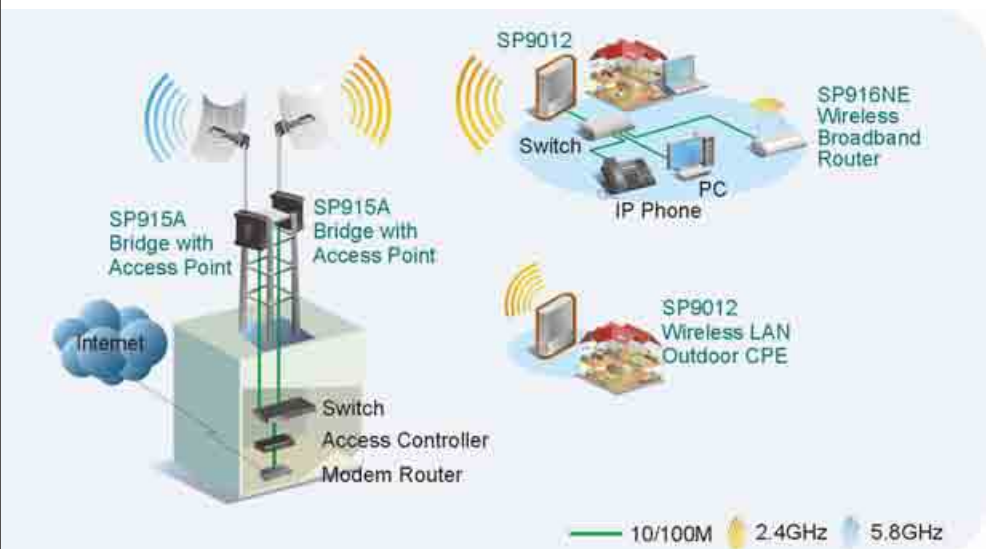 SP9012
SP916NE
Wireless
Broadband
Router
Switch
PC
IP Phone
SP915A
Bridge with
Access Point
SP915A
Bridge with
Access Point
Internet
SP9012
Wireless LAN
Outdoor CPE
Switch
Access Controller
Modem Router
10/100M 2.4GHz 5.8GHz